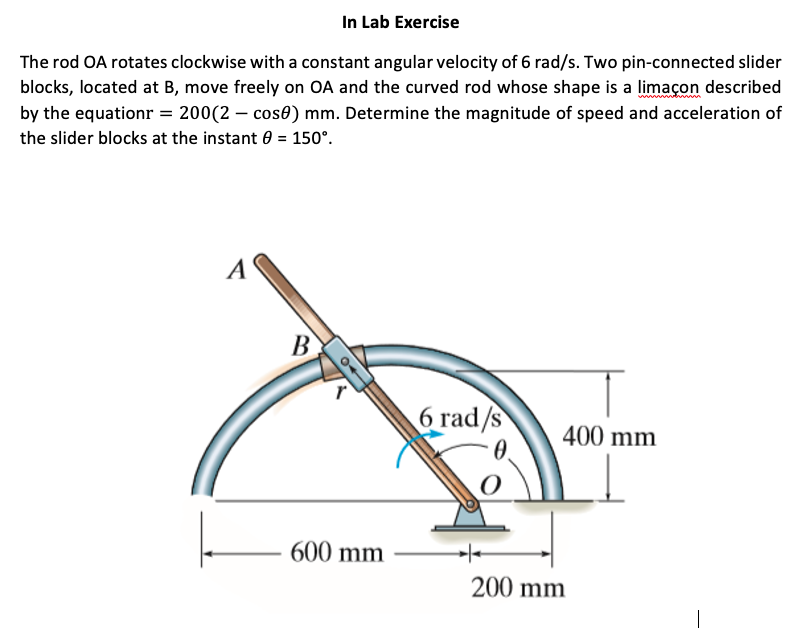 In Lab Exercise
The rod OA rotates clockwise with a constant angular velocity of 6 rad/s. Two pin-connected slider
blocks, located at B, move freely on OA and the curved rod whose shape is a limaçon described
by the equationr = 200(2 − cosθ) mm. Determine the magnitude of speed and acceleration of
the slider blocks at the instant θ = 150°.
A
B
r
6 rad/s
θ
400 mm
O
600 mm
200 mm